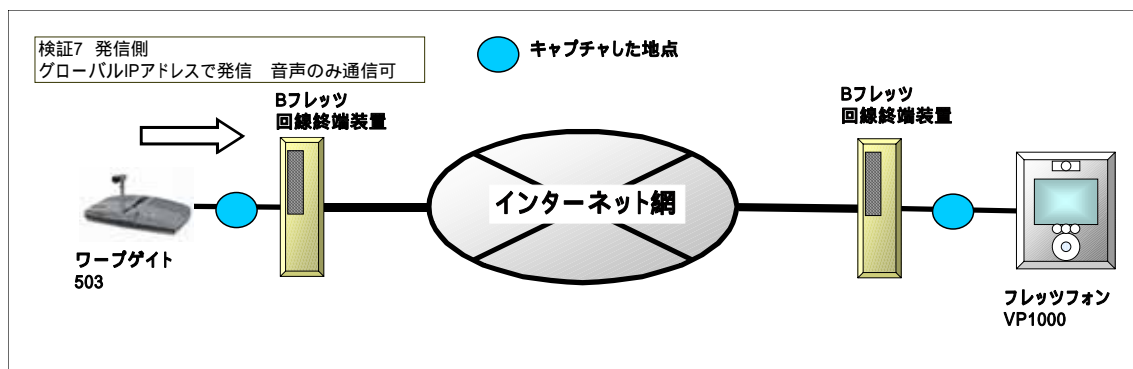 検証7 発信側
グローバルIPアドレスで発信 音声のみ通信可
キャプチャした地点
Bフレッツ
回線終端装置
Bフレッツ
回線終端装置
インターネット網
ワープゲイト
503
フレッツフォン
VP1000